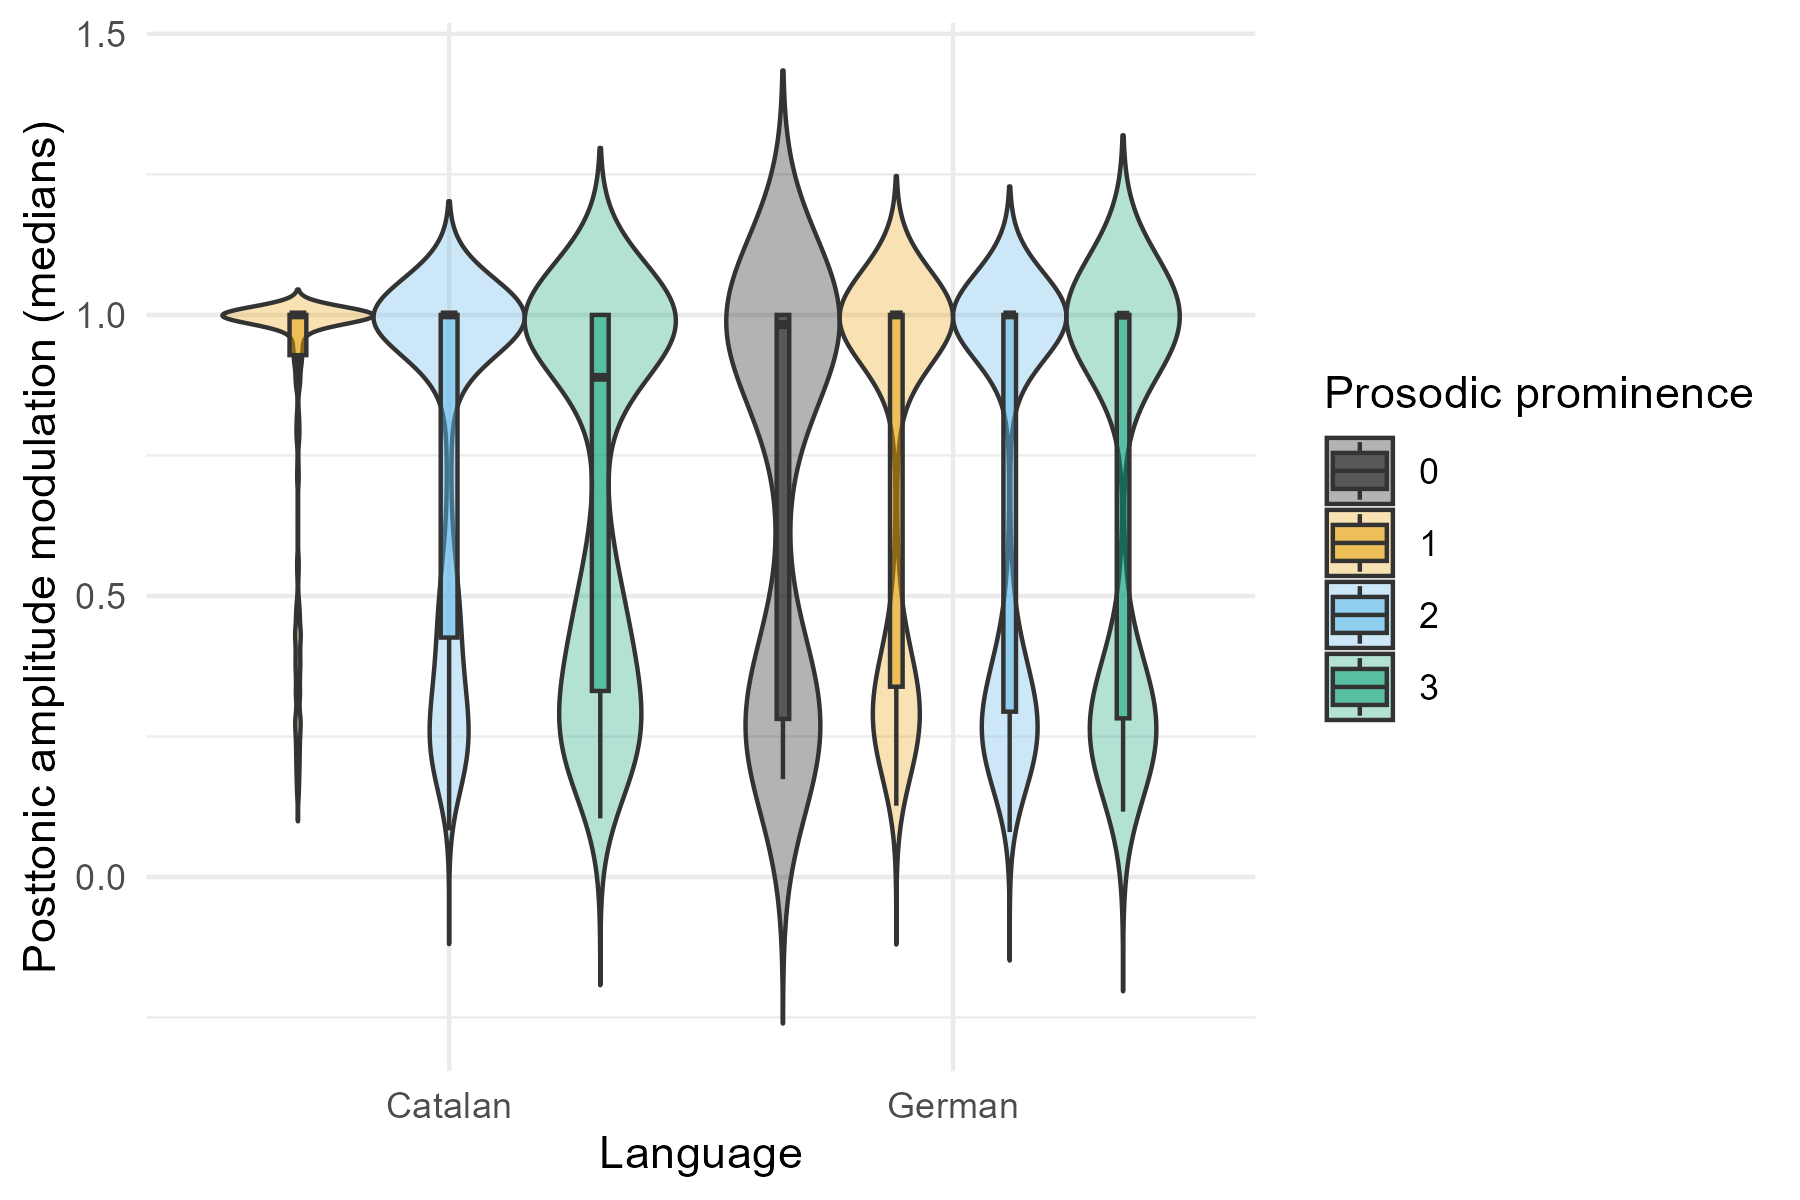 Posttonic amplitude modulation (medians)
1.5
1.0
0.5
0.0
Catalan
German
Language
Prosodic prominence
0
1
2
3